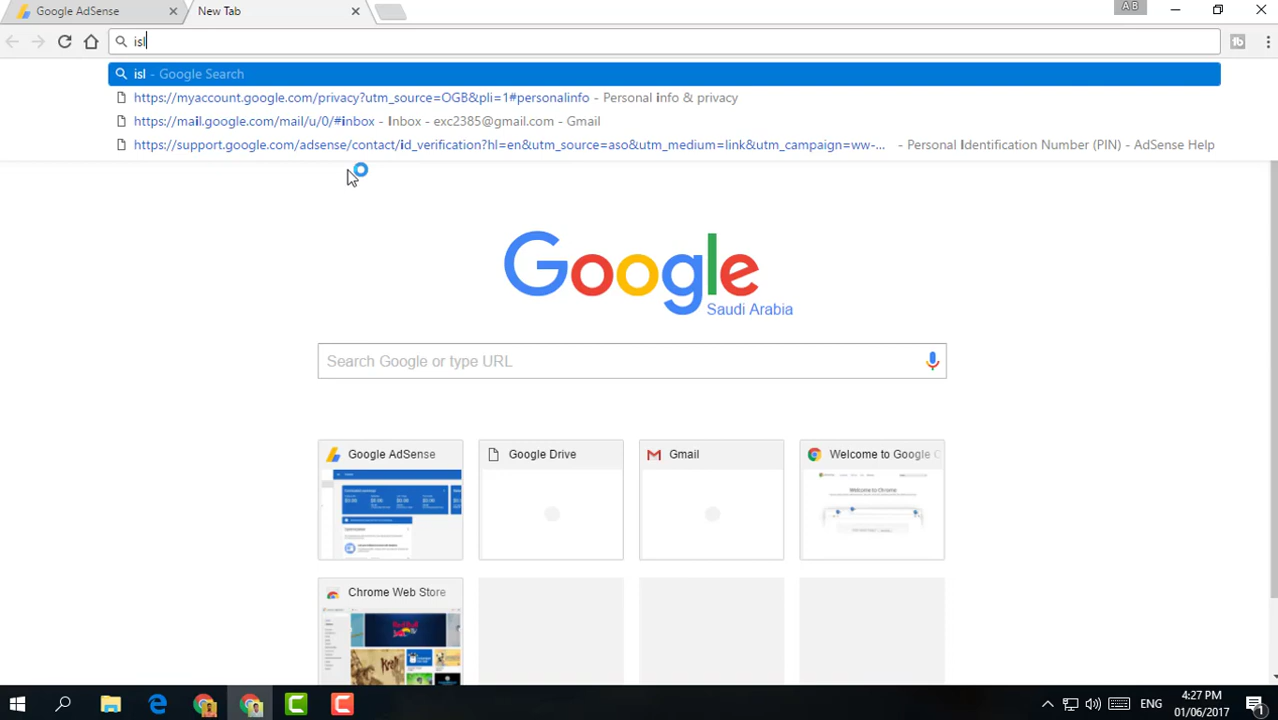 Google AdSense
New Tab
A B
isl
isl - Google Search
https://myaccount.google.com/privacy?utm_source=OGB&pli=1#personalinfo - Personal info & privacy
https://mail.google.com/mail/u/0/#inbox - Inbox - exc2385@gmail.com - Gmail
https://support.google.com/adsense/contact/id_verification?hl=en&utm_source=aso&utm_medium=link&utm_campaign=ww-... - Personal Identification Number (PIN) - AdSense Help
Google
Saudi Arabia
Search Google or type URL
Google AdSense
Google Drive
Gmail
Welcome to Google C
Welcome to Chrome
Chrome Web Store
ENG
4:27 PM
01/06/2017
1